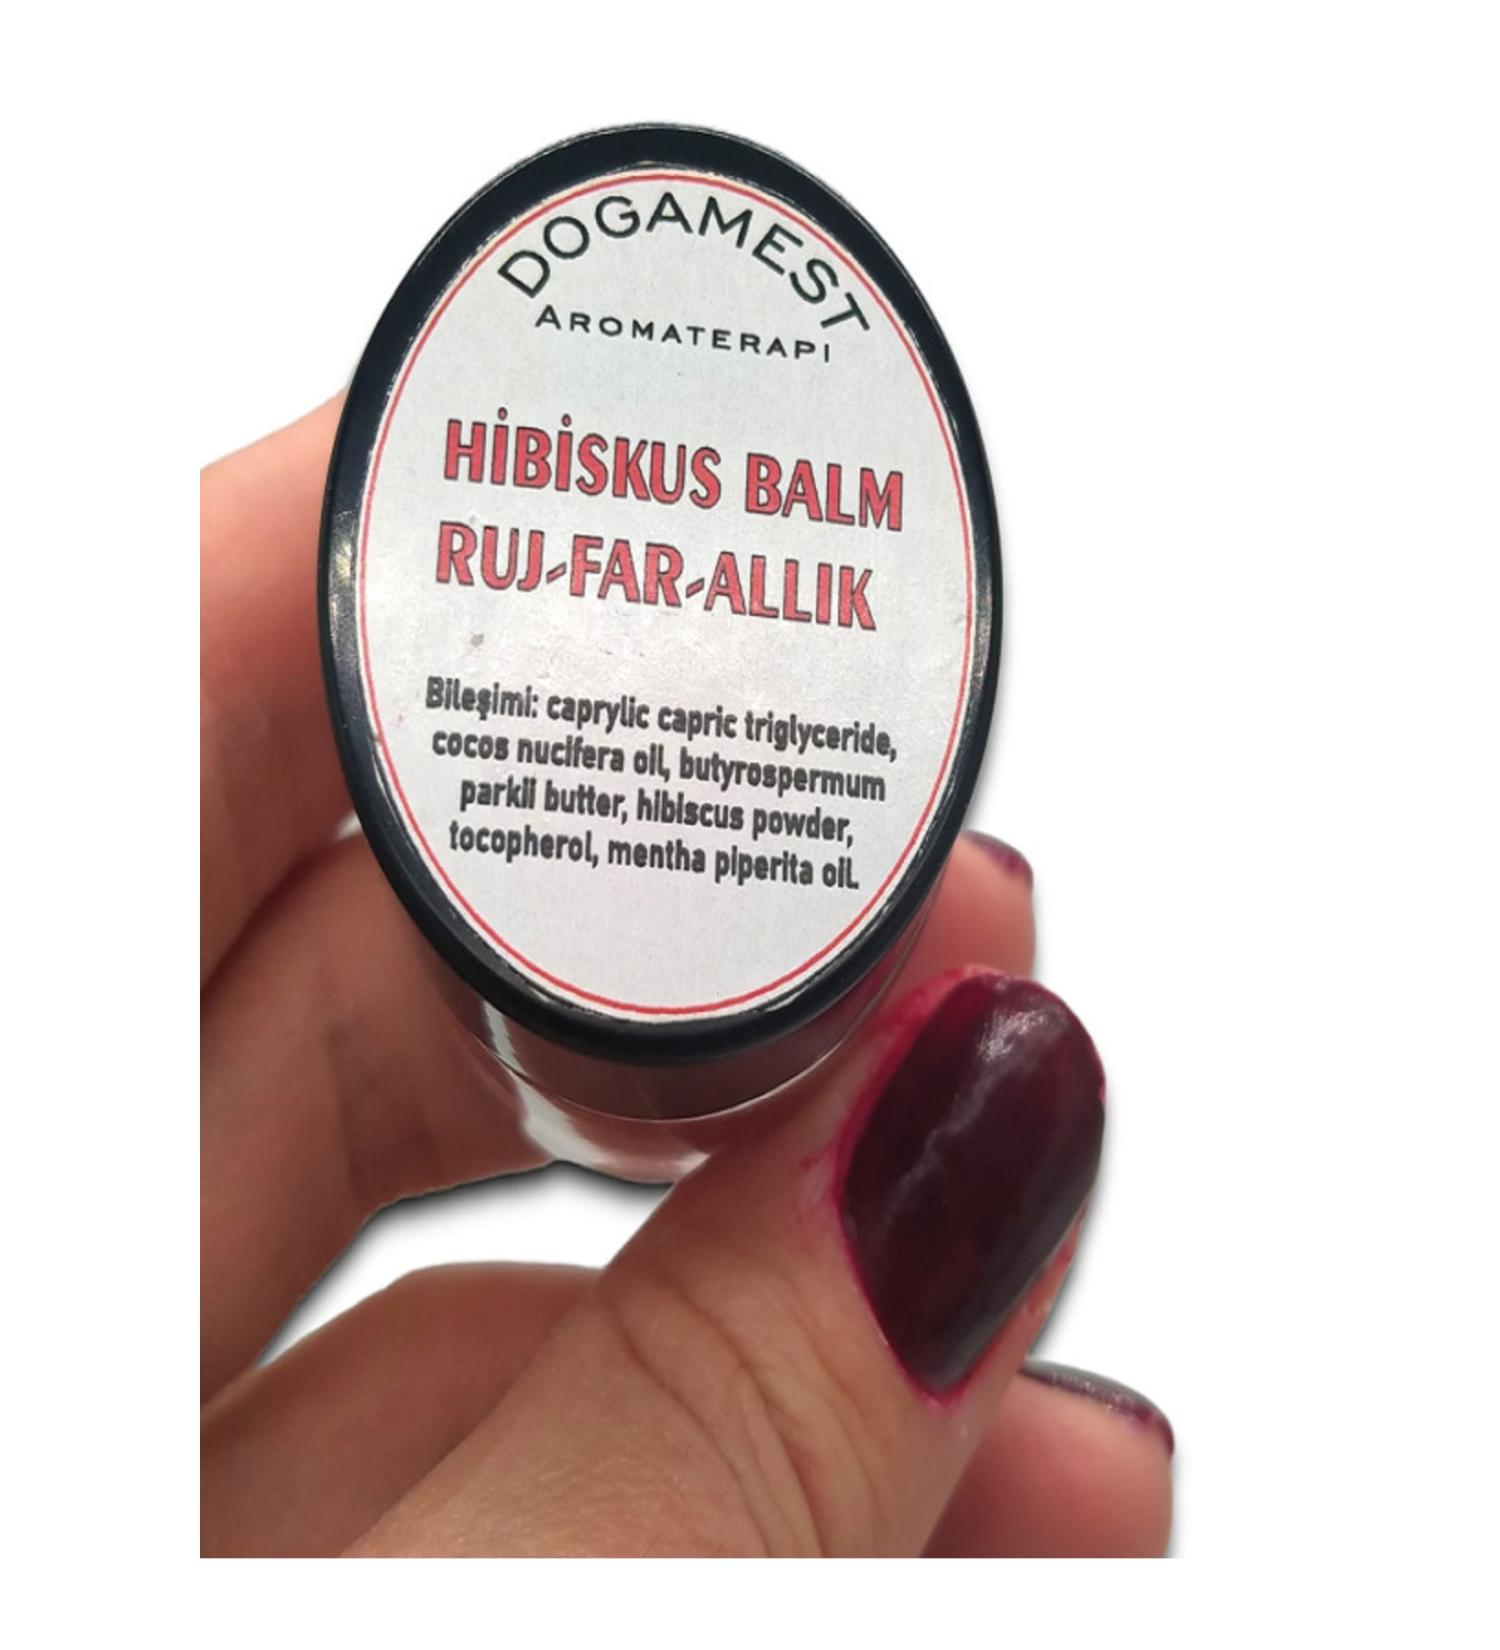 DOGAMEST
AROMATERAPI
HİBİSKUS BALM
RUJ-FAR-ALLIK
Bileşimi: caprylic capric triglyceride,
cocos nucifera oil, butyrospermum
parkii butter, hibiscus powder,
tocopherol, mentha piperita oil.